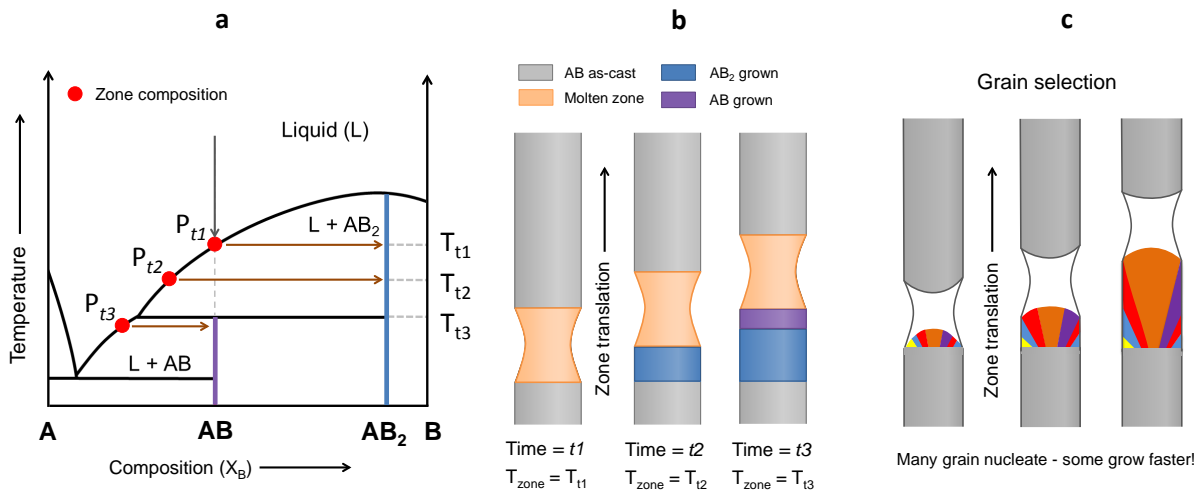 a
Zone composition
Liquid (L)
Temperature
Pt1
L + AB2
Tt1
Pt2
Tt2
Pt3
Tt3
L + AB
A
AB
AB2
B
Composition (XB)
b
AB as-cast
AB2 grown
Molten zone
AB grown
Zone translation
Time = t1
Time = t2
Time = t3
Tzone = Tt1
Tzone = Tt2
Tzone = Tt3
c
Grain selection
Zone translation
Many grain nucleate - some grow faster!